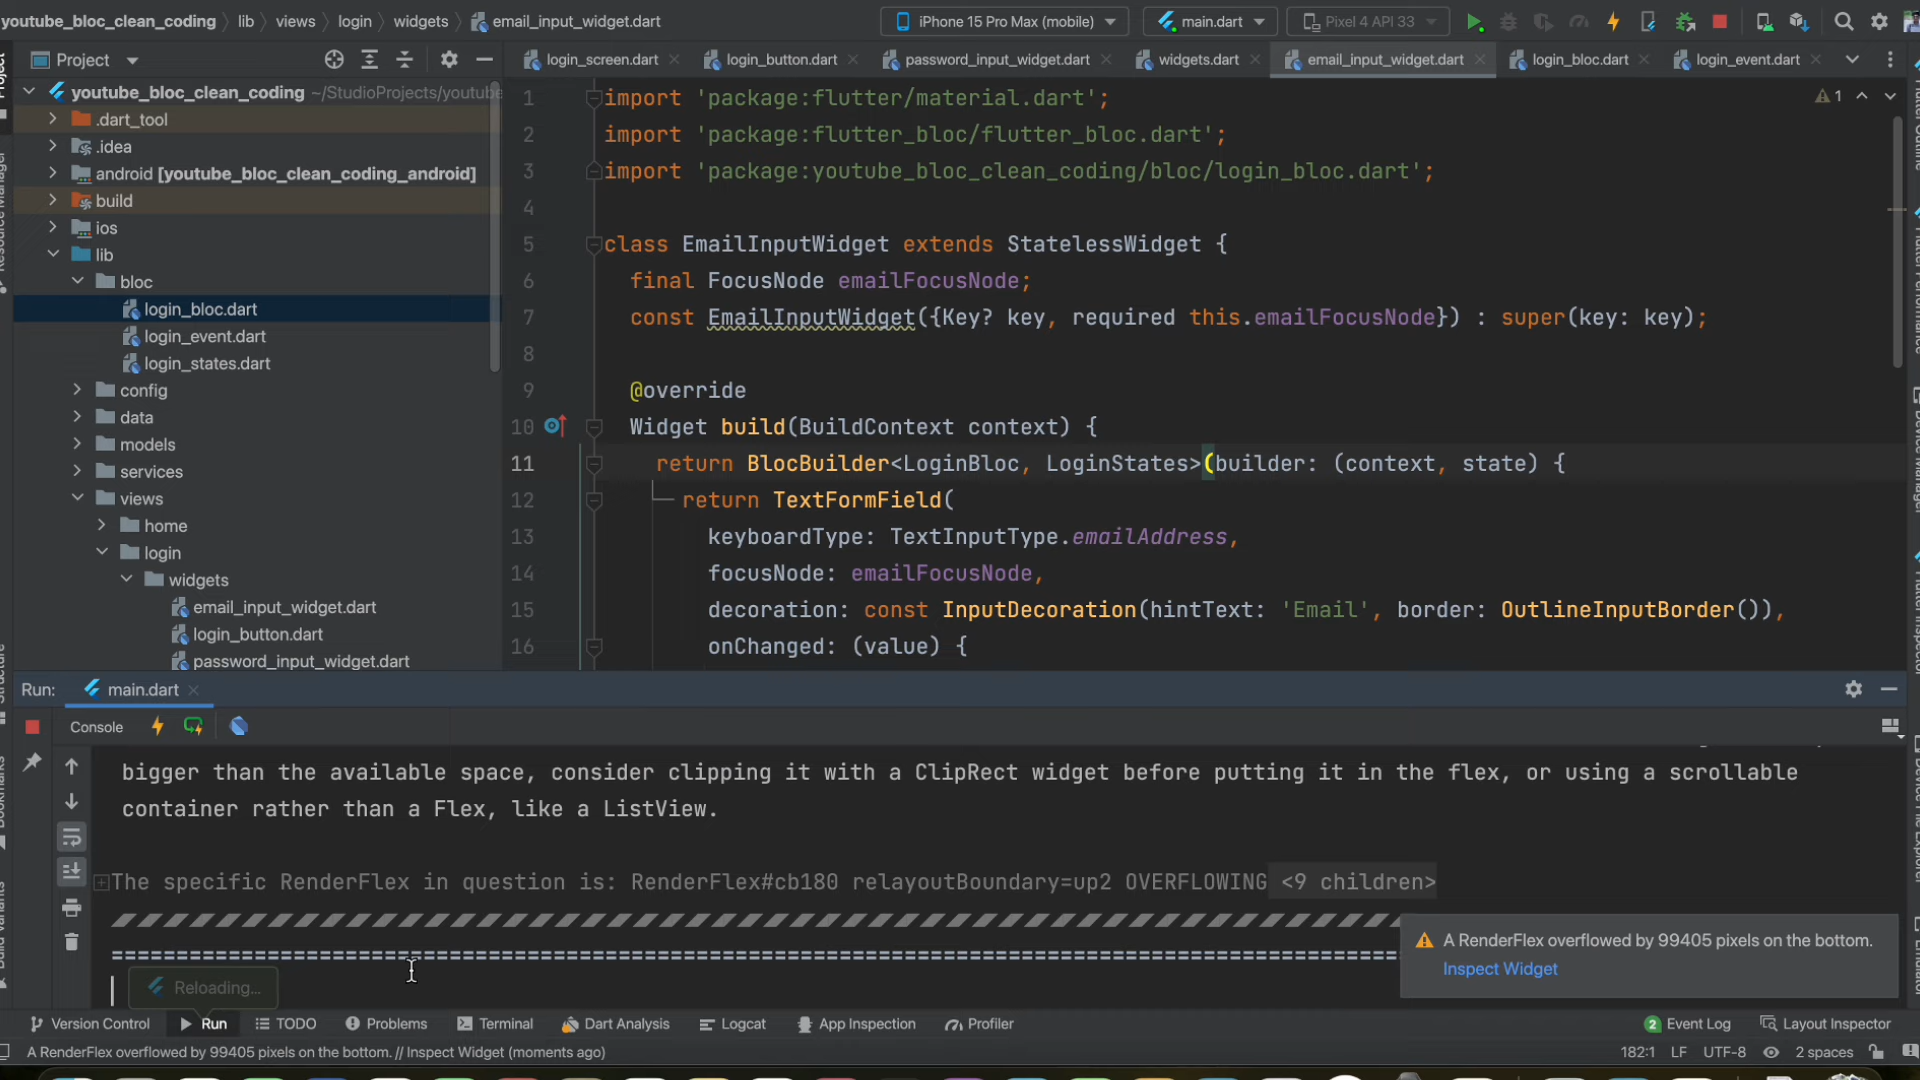 youtube_bloc_clean_coding lib views login widgets email_input_widget.dart iPhone 15 Pro Max (mobile) main.dart Pixel 4 API 33
Project login_screen.dart login_button.dart password_input_widget.dart widgets.dart email_input_widget.dart login_bloc.dart login_event.dart
youtube_bloc_clean_coding ~/StudioProjects/youtube
.dart_tool
.idea
android [youtube_bloc_clean_coding_android]
build
ios
lib
bloc
login_bloc.dart
login_event.dart
login_states.dart
config
data
models
services
views
home
login
widgets
email_input_widget.dart
login_button.dart
password_input_widget.dart
1 import 'package:flutter/material.dart';
2 import 'package:flutter_bloc/flutter_bloc.dart';
3 import 'package:youtube_bloc_clean_coding/bloc/login_bloc.dart';
4
5 class EmailInputWidget extends StatelessWidget {
6 final FocusNode emailFocusNode;
7 const EmailInputWidget({Key? key, required this.emailFocusNode}) : super(key: key);
8
9 @override
10 Widget build(BuildContext context) {
11 return BlocBuilder<LoginBloc, LoginStates>(builder: (context, state) {
12 return TextFormField(
13 keyboardType: TextInputType.emailAddress,
14 focusNode: emailFocusNode,
15 decoration: const InputDecoration(hintText: 'Email', border: OutlineInputBorder()),
16 onChanged: (value) {
1
Run: main.dart
Console
bigger than the available space, consider clipping it with a ClipRect widget before putting it in the flex, or using a scrollable
container rather than a Flex, like a ListView.
The specific RenderFlex in question is: RenderFlex#cb180 relayoutBoundary=up2 OVERFLOWING <9 children>
A RenderFlex overflowed by 99405 pixels on the bottom.
Inspect Widget
Reloading...
Version Control Run TODO Problems Terminal Dart Analysis Logcat App Inspection Profiler 2 Event Log Layout Inspector
A RenderFlex overflowed by 99405 pixels on the bottom. // Inspect Widget (moments ago) 182:1 LF UTF-8 2 spaces
Resource Manager
Structure
Bookmarks
Device Manager